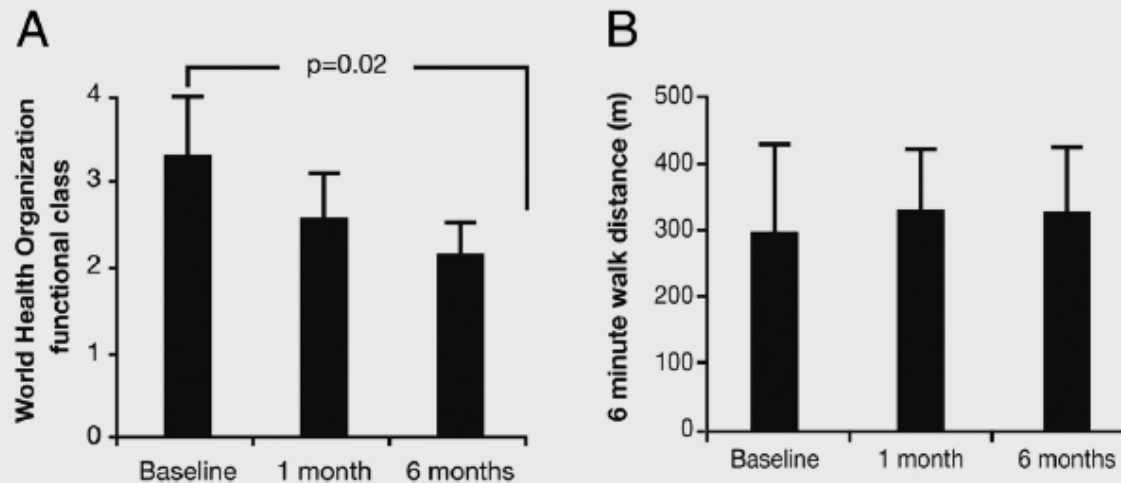 A
p=0.02
World Health Organization
functional class
4
3
2
1
0
Baseline
1 month
6 months
B
6 minute walk distance (m)
500
400
300
200
100
0
Baseline
1 month
6 months